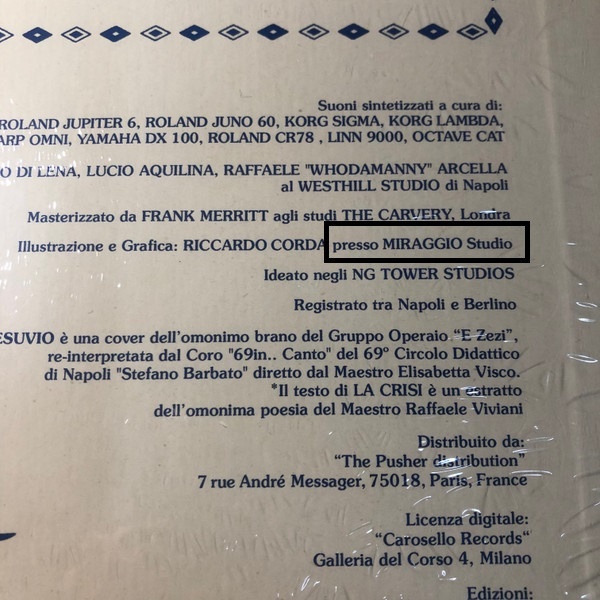 Suoni sintetizzati a cura di:
ROLAND JUPITER 6, ROLAND JUNO 60, KORG SIGMA, KORG LAMBDA,
ARP OMNI, YAMAHA DX 100, ROLAND CR78 , LINN 9000, OCTAVE CAT
O DI LENA, LUCIO AQUILINA, RAFFAELE "WHODAMANNY" ARCELLA
al WESTHILL STUDIO di Napoli
Masterizzato da FRANK MERRITT agli studi THE CARVERY, Londra
Illustrazione e Grafica: RICCARDO CORDA presso MIRAGGIO Studio
Ideato negli NG TOWER STUDIOS
Registrato tra Napoli e Berlino
ESUVIO è una cover dell'omonimo brano del Gruppo Operaio "E Zezi",
re-interpretata dal Coro "69in.. Canto" del 69º Circolo Didattico
di Napoli "Stefano Barbato" diretto dal Maestro Elisabetta Visco.
*Il testo di LA CRISI è un estratto
dell'omonima poesia del Maestro Raffaele Viviani
Distribuito da:
"The Pusher distribution"
7 rue André Messager, 75018, Paris, France
Licenza digitale:
"Carosello Records"
Galleria del Corso 4, Milano
Edizioni: